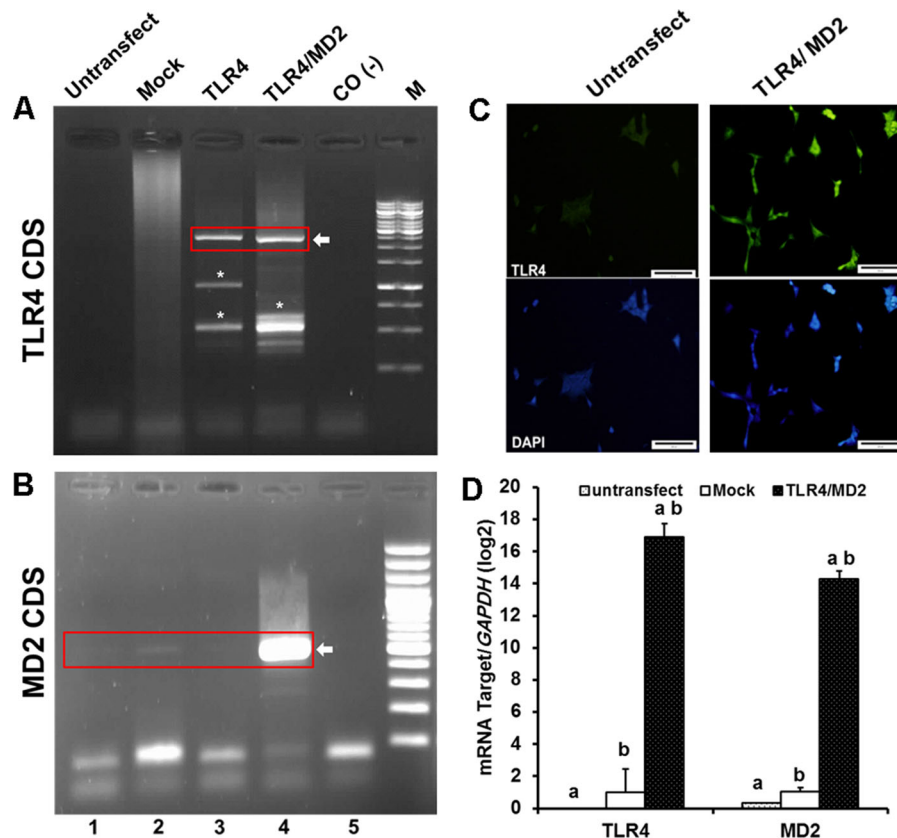 Untransfect Mock TLR4 TLR4/MD2 CO (-) M
A
TLR4 CDS
*
*
*
B
MD2 CDS
1 2 3 4 5
C
Untransfect TLR4/ MD2
TLR4
DAPI
D
untransfect Mock TLR4/MD2
mRNA Target/GAPDH (log2)
20
18
16
14
12
10
8
6
4
2
0
a b
a b
a b
a b
TLR4 MD2